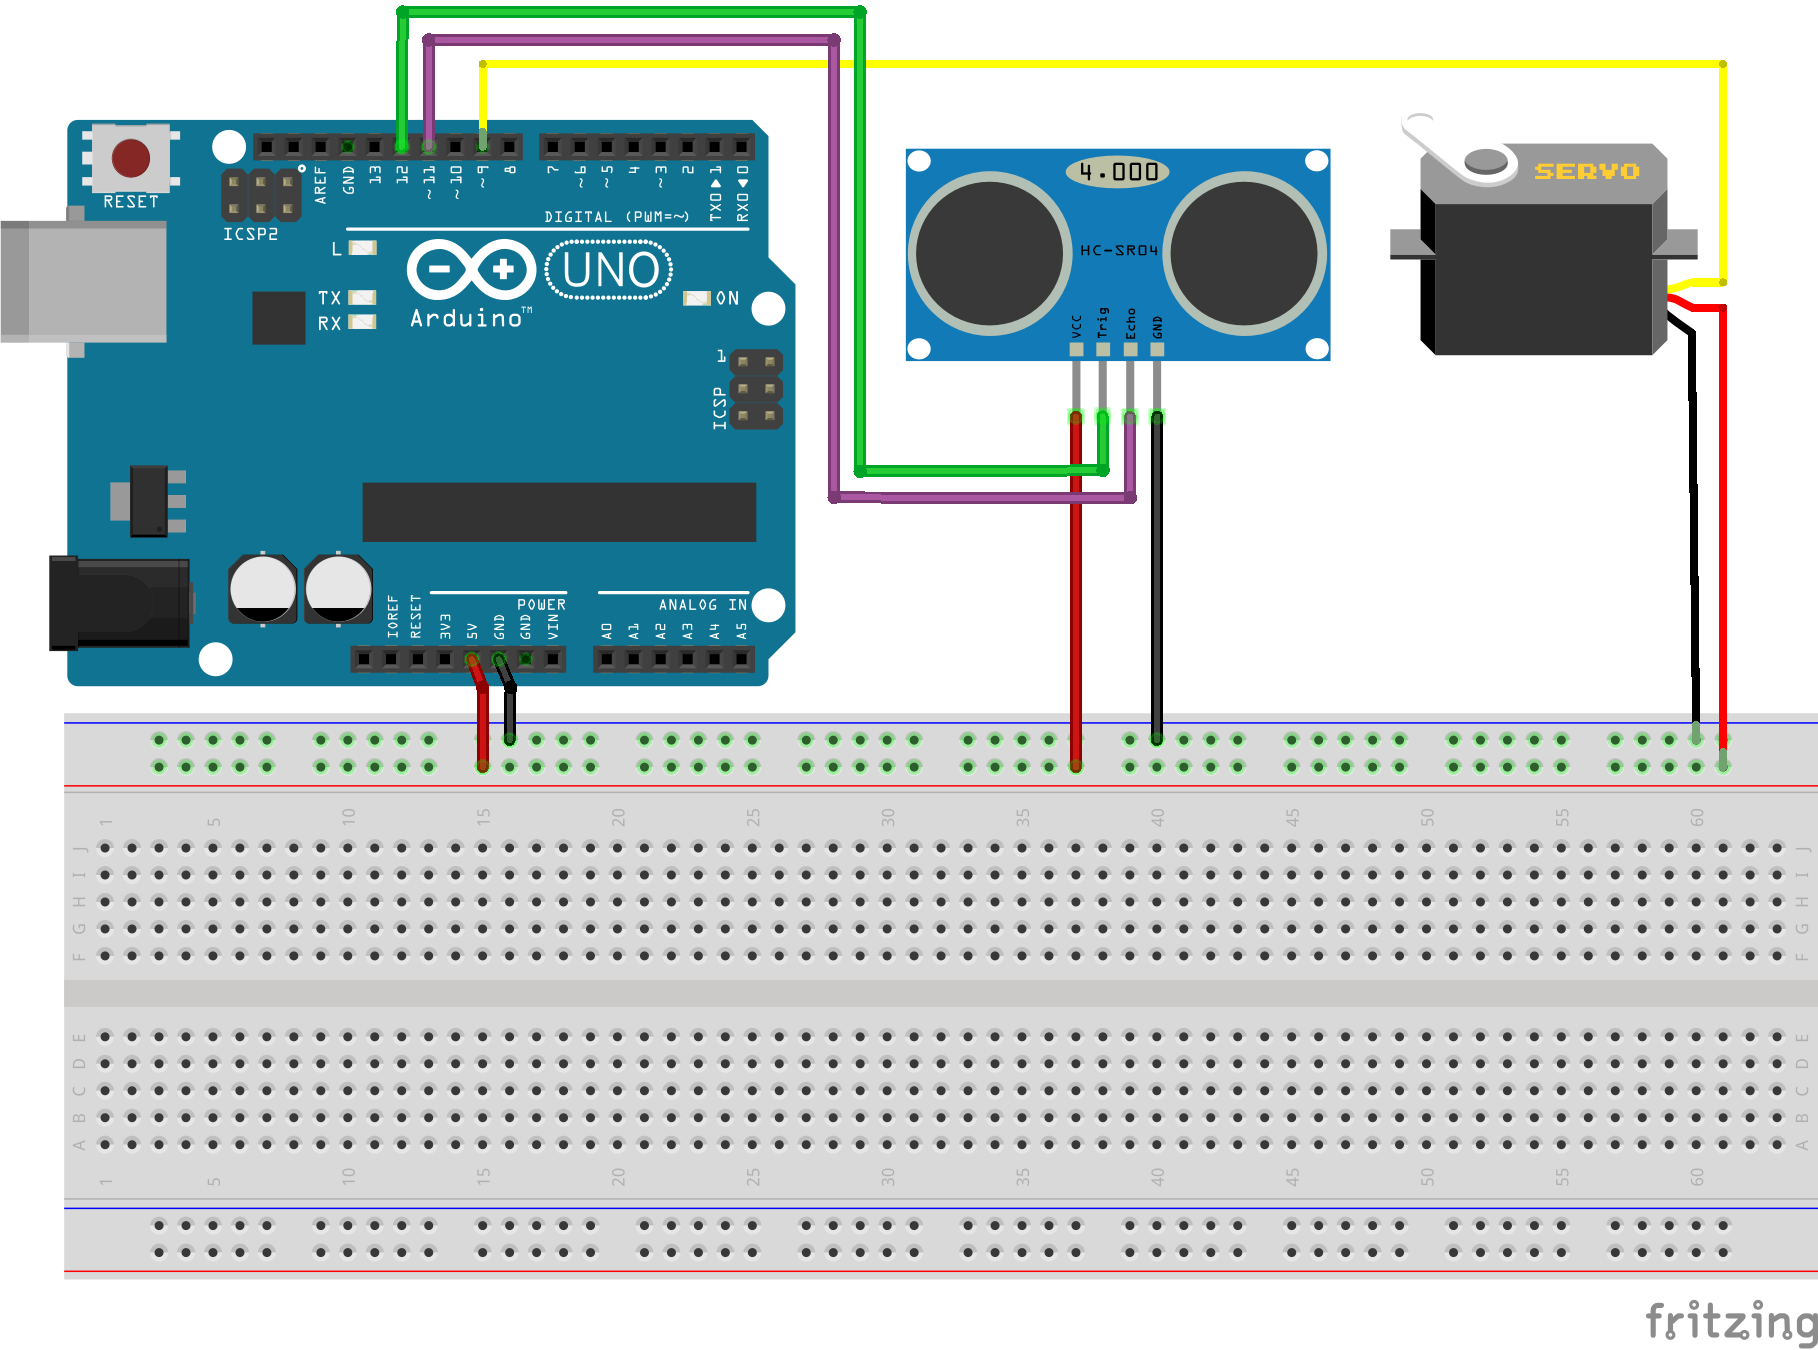 RESET
ICSP2
AREF
GND
13
12
~11
~10
~9
8
7
~6
~5
4
~3
2
TX0▶1
RX0◀0
DIGITAL (PWM=~)
L
TX
RX
Arduino™
UNO
ON
1
ICSP
IOREF
RESET
3V3
5V
GND
GND
VIN
POWER
ANALOG IN
A0
A1
A2
A3
A4
A5
4.000
HC-SR04
VCC
Trig
Echo
GND
SERVO
1 5 10 15 20 25 30 35 40 45 50 55 60
J J
I I
H H
G G
F F
E E
D D
C C
B B
A A
1 5 10 15 20 25 30 35 40 45 50 55 60
fritzing